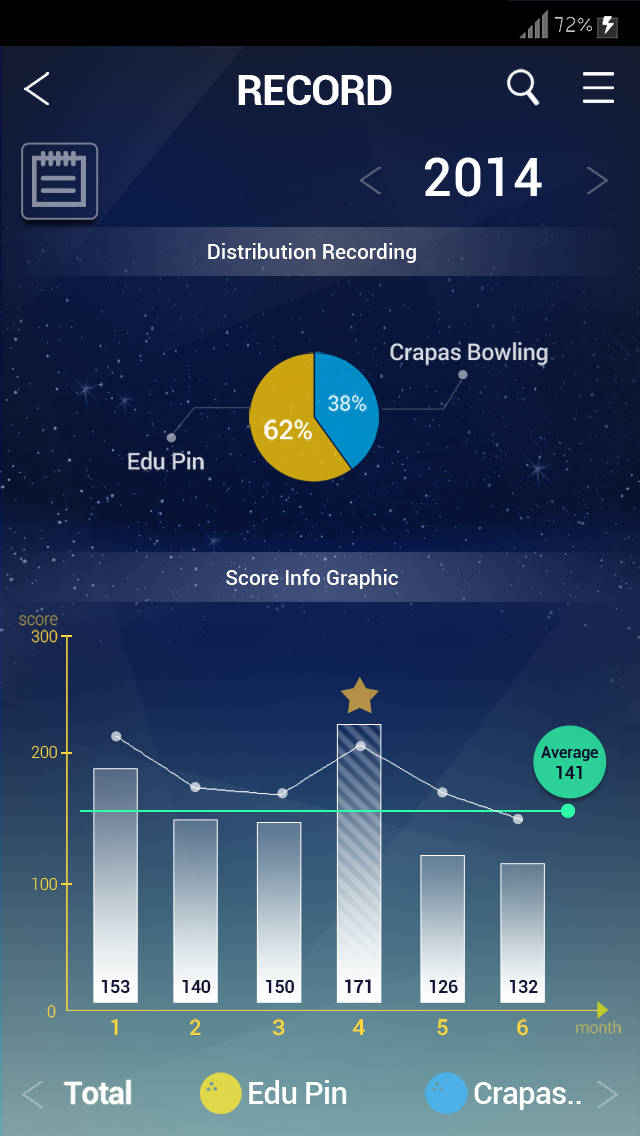 72%
RECORD
2014
Distribution Recording
Crapas Bowling
38%
62%
Edu Pin
Score Info Graphic
score
300
200
100
0
Average
141
153 140 150 171 126 132
1 2 3 4 5 6
month
Total Edu Pin Crapas..